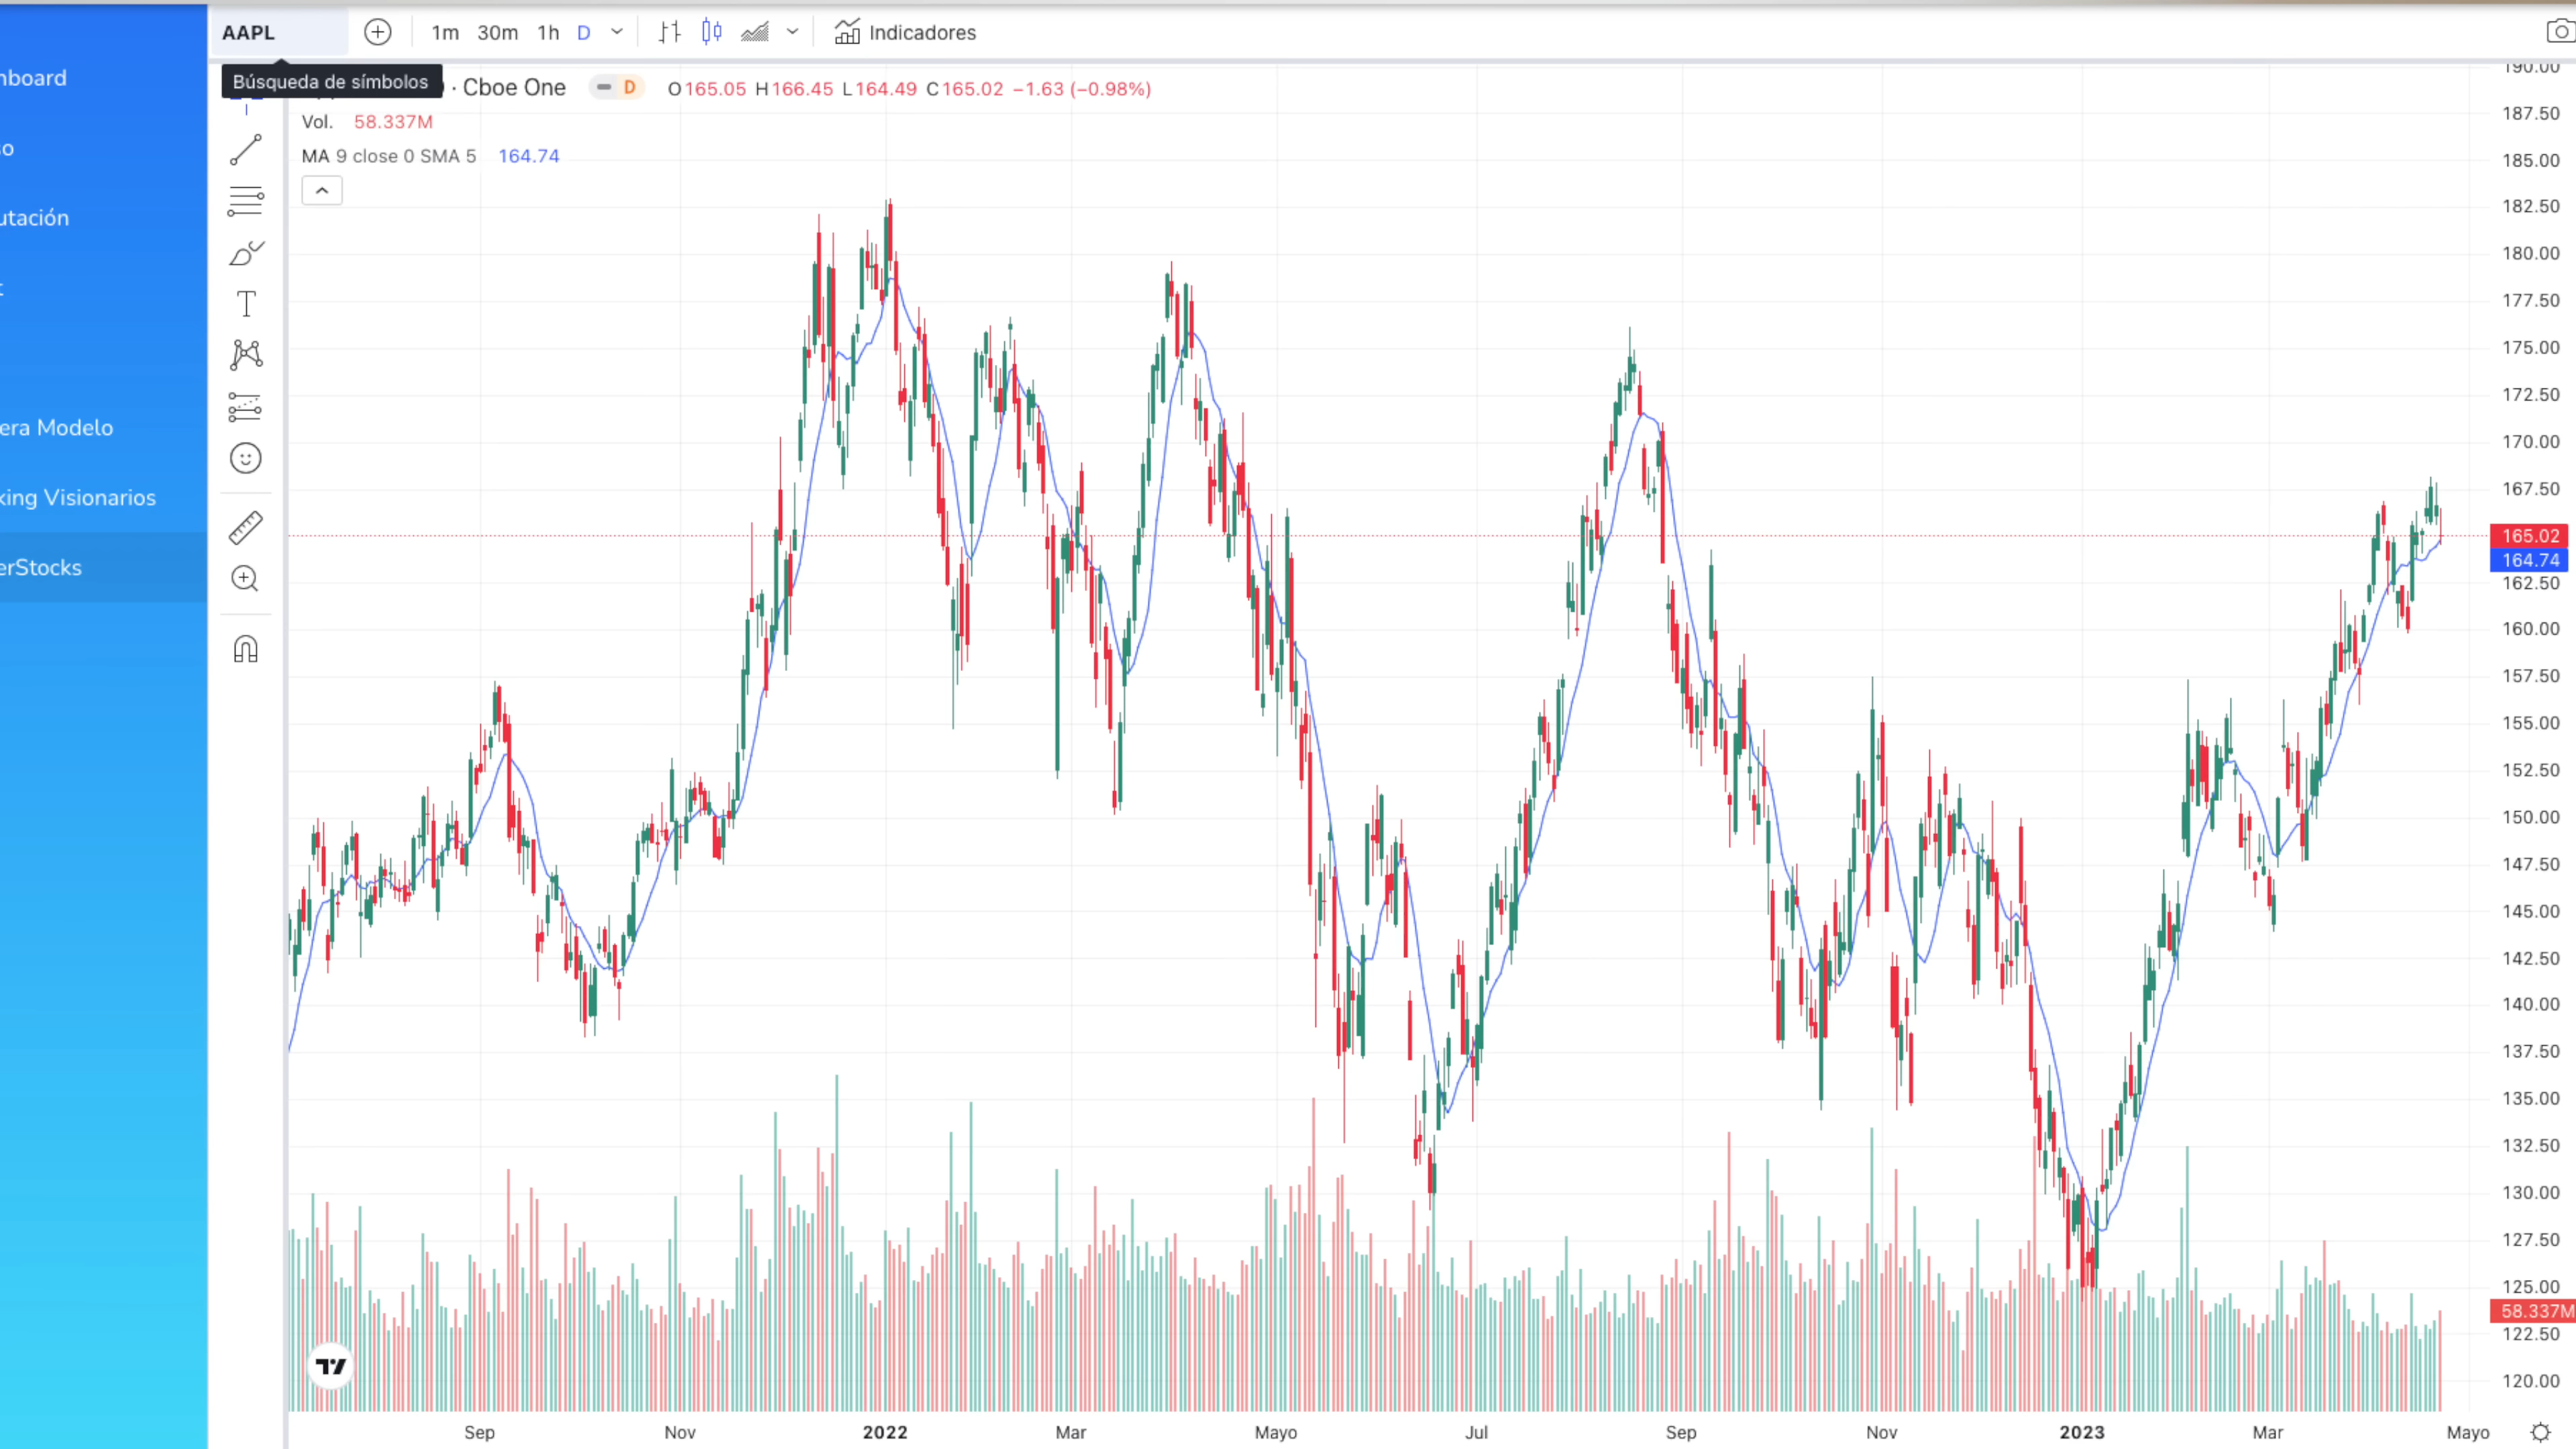 AAPL
1m 30m 1h D
Indicadores
Búsqueda de símbolos
· Cboe One
D
O165.05 H166.45 L164.49 C165.02 −1.63 (−0.98%)
Vol. 58.337M
MA 9 close 0 SMA 5 164.74
nboard
o
utación
era Modelo
king Visionarios
erStocks
T
190.00
187.50
185.00
182.50
180.00
177.50
175.00
172.50
170.00
167.50
165.02
164.74
162.50
160.00
157.50
155.00
152.50
150.00
147.50
145.00
142.50
140.00
137.50
135.00
132.50
130.00
127.50
125.00
58.337M
122.50
120.00
Sep Nov 2022 Mar Mayo Jul Sep Nov 2023 Mar Mayo